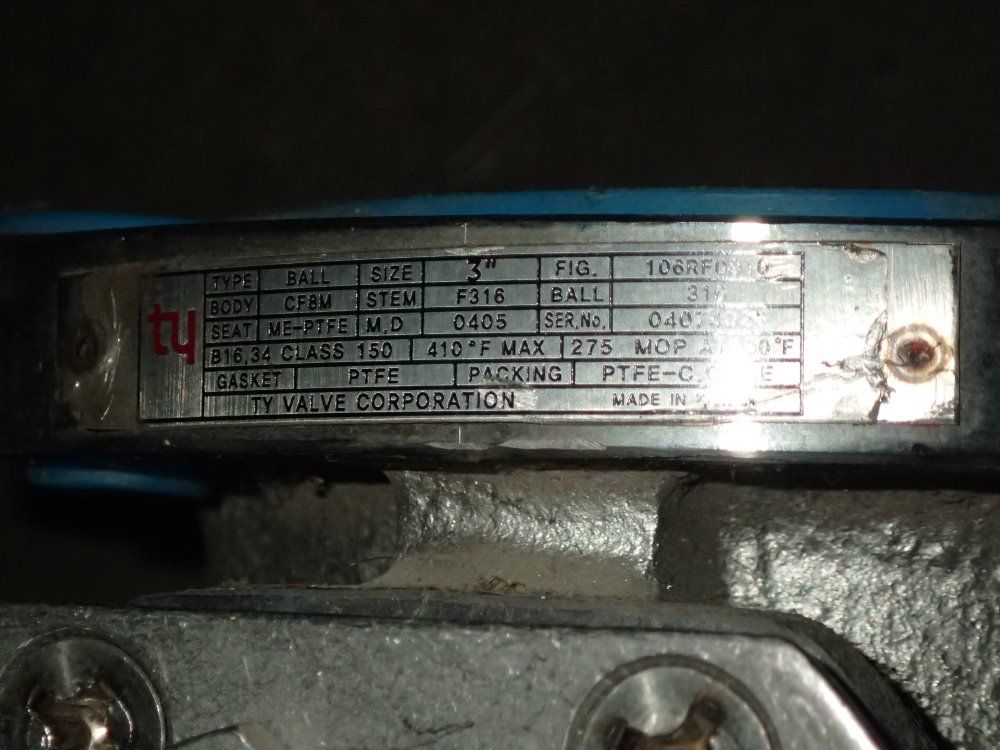 ty
TYPE BALL SIZE 3" FIG.
BODY CF8M STEM F316 BALL
SEAT ME-PTFE M.D 0405 SER,No.
B16,34 CLASS 150 410°F MAX 275 MOP
GASKET PTFE PACKING
TY VALVE CORPORATION MADE IN